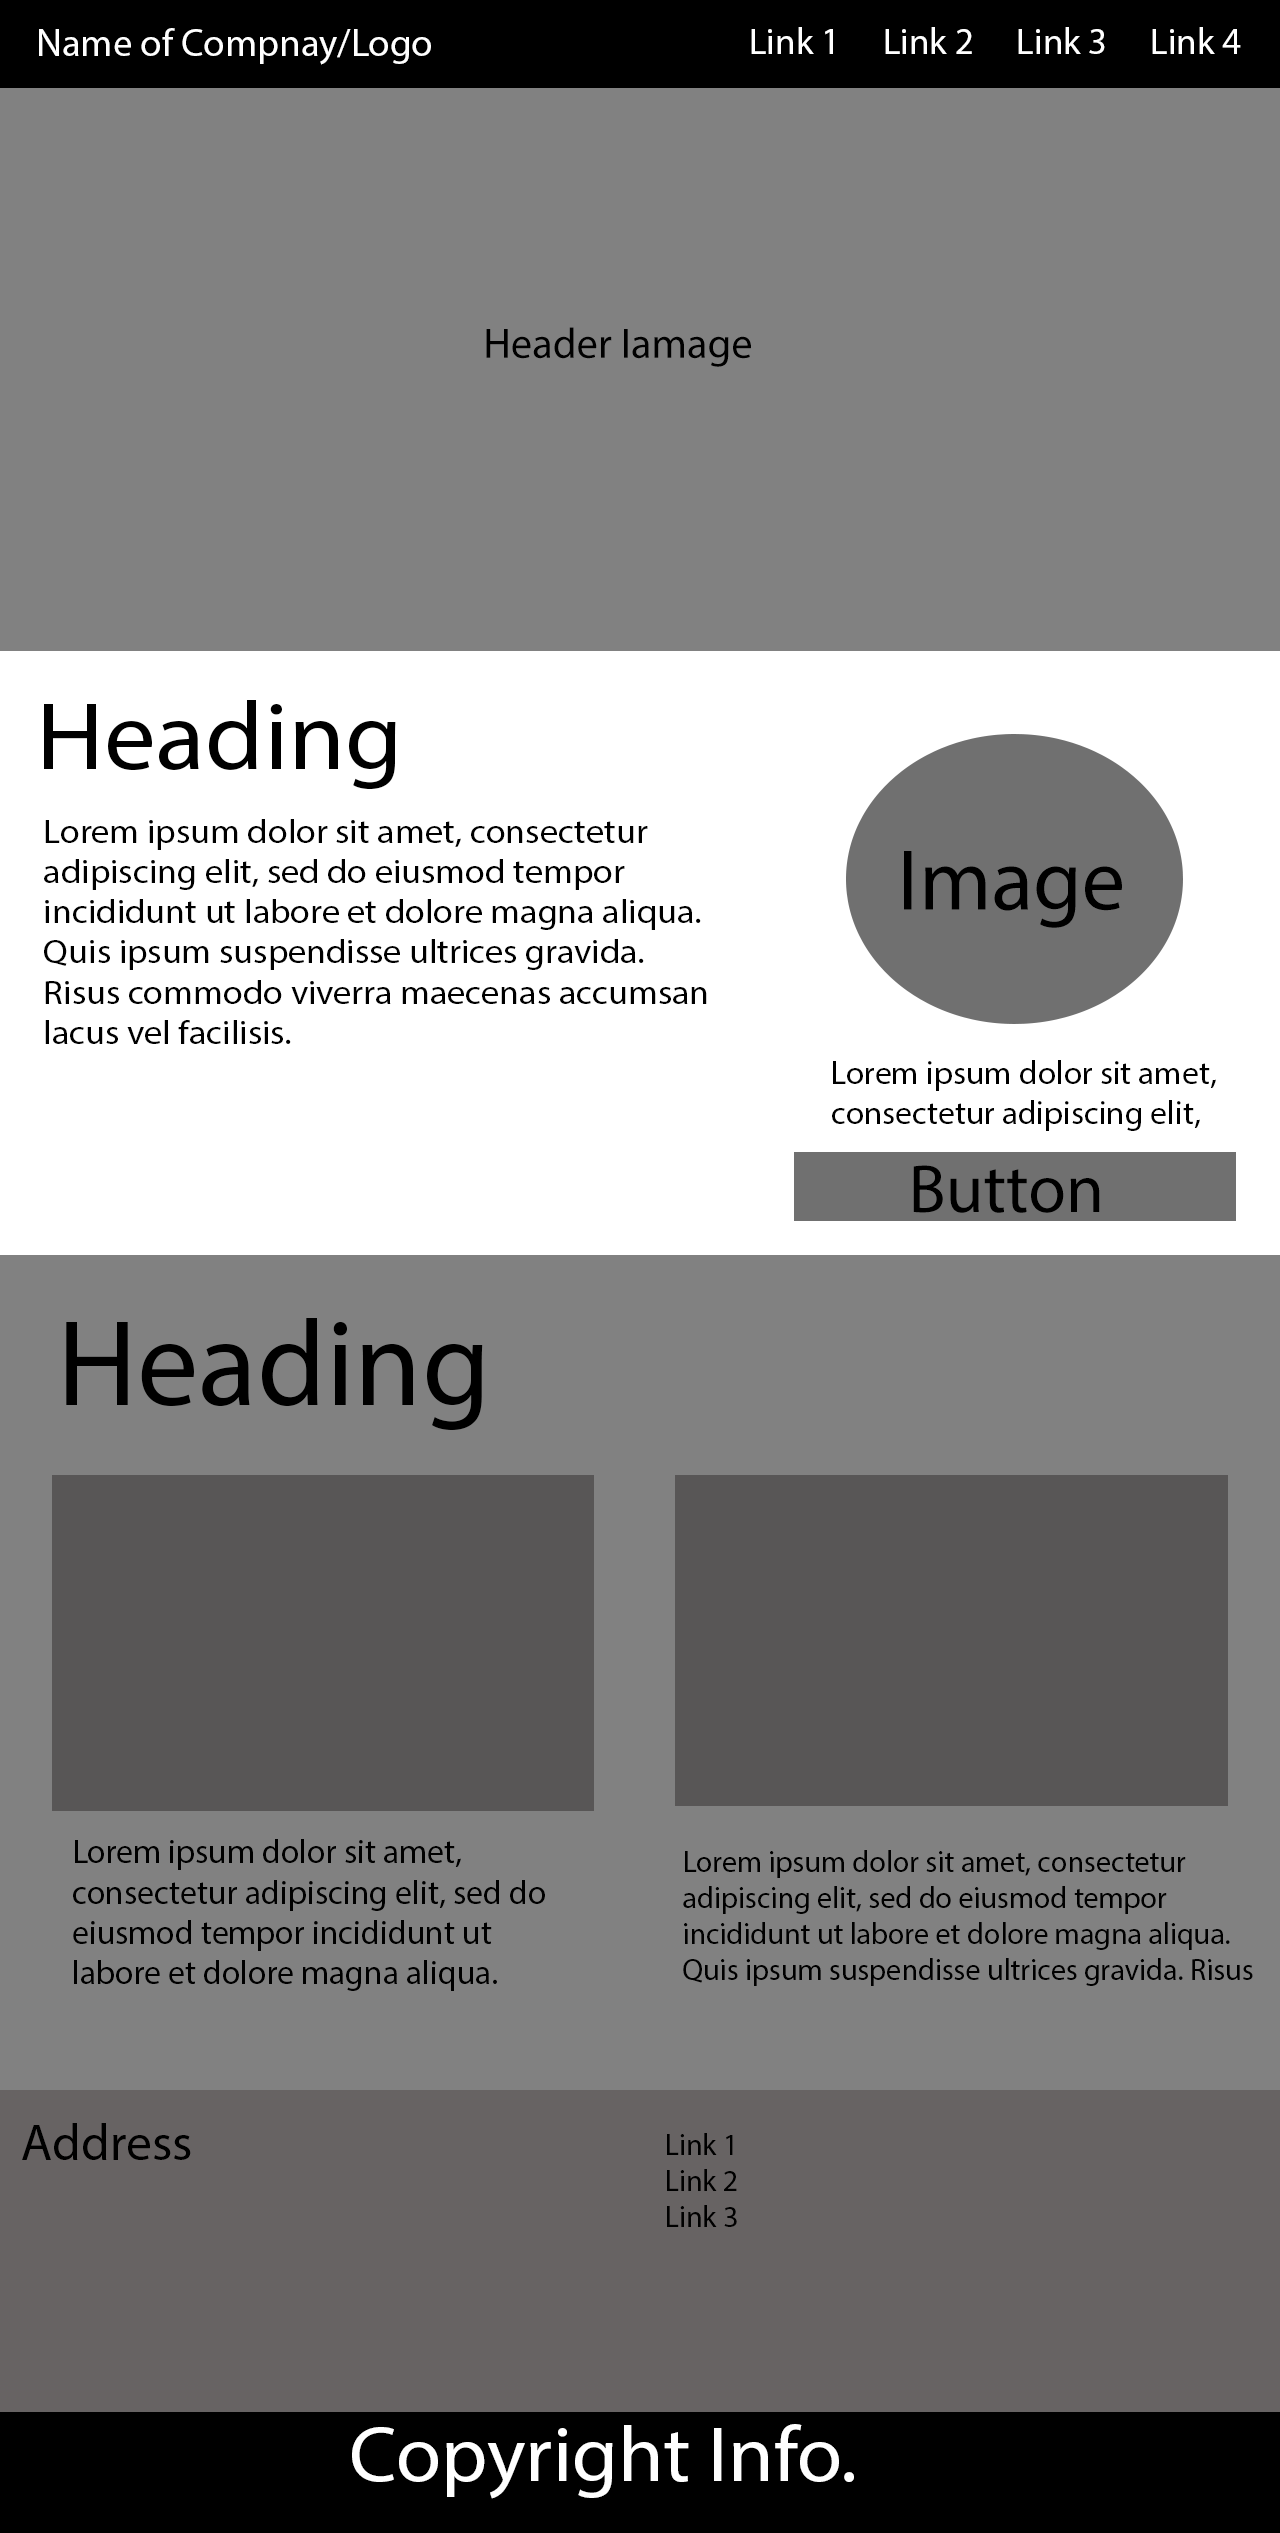 Name of Compnay/Logo
Link 1 Link 2 Link 3 Link 4
Header Iamage
Heading
Lorem ipsum dolor sit amet, consectetur
adipiscing elit, sed do eiusmod tempor
incididunt ut labore et dolore magna aliqua.
Quis ipsum suspendisse ultrices gravida.
Risus commodo viverra maecenas accumsan
lacus vel facilisis.
Image
Lorem ipsum dolor sit amet,
consectetur adipiscing elit,
Button
Heading
Lorem ipsum dolor sit amet,
consectetur adipiscing elit, sed do
eiusmod tempor incididunt ut
labore et dolore magna aliqua.
Lorem ipsum dolor sit amet, consectetur
adipiscing elit, sed do eiusmod tempor
incididunt ut labore et dolore magna aliqua.
Quis ipsum suspendisse ultrices gravida. Risus
Address
Link 1
Link 2
Link 3
Copyright Info.